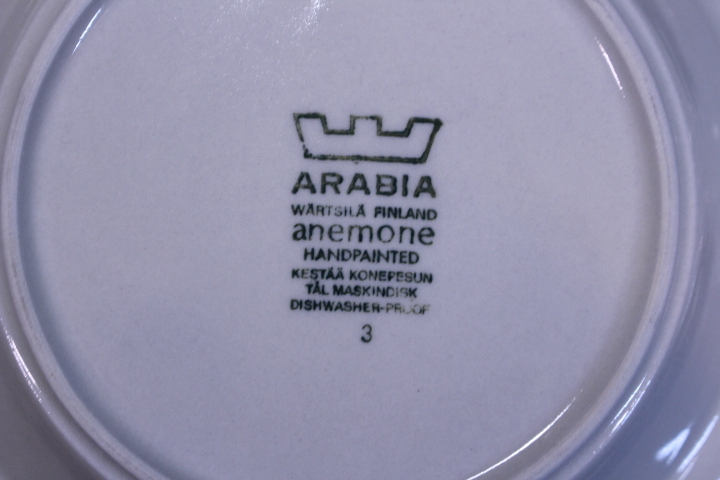 ARABIA
WÄRTSILÄ FINLAND
anemone
HANDPAINTED
KESTÄÄ KONEPESUN
TÅL MASKINDISK
DISHWASHER-PROOF
3